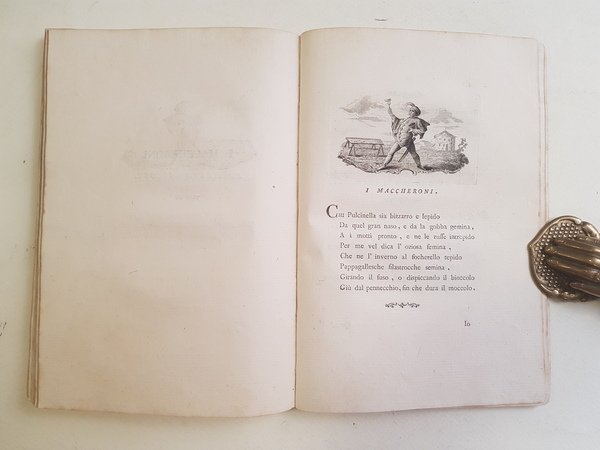 I MACCHERONI.
Chi Pulcinella sia bizzarro e lepido
Da quel gran naso, e da la gobba gemina,
A i motti pronto, e ne le risse intrepido
Per me vel dica l' oziosa femina,
Che ne l' inverno al focherello tepido
Pappagallesche filastrocche semina,
Girando il fuso, o dispiccando il bioccolo
Giù dal pennecchio, fin che dura il moccolo.
Io